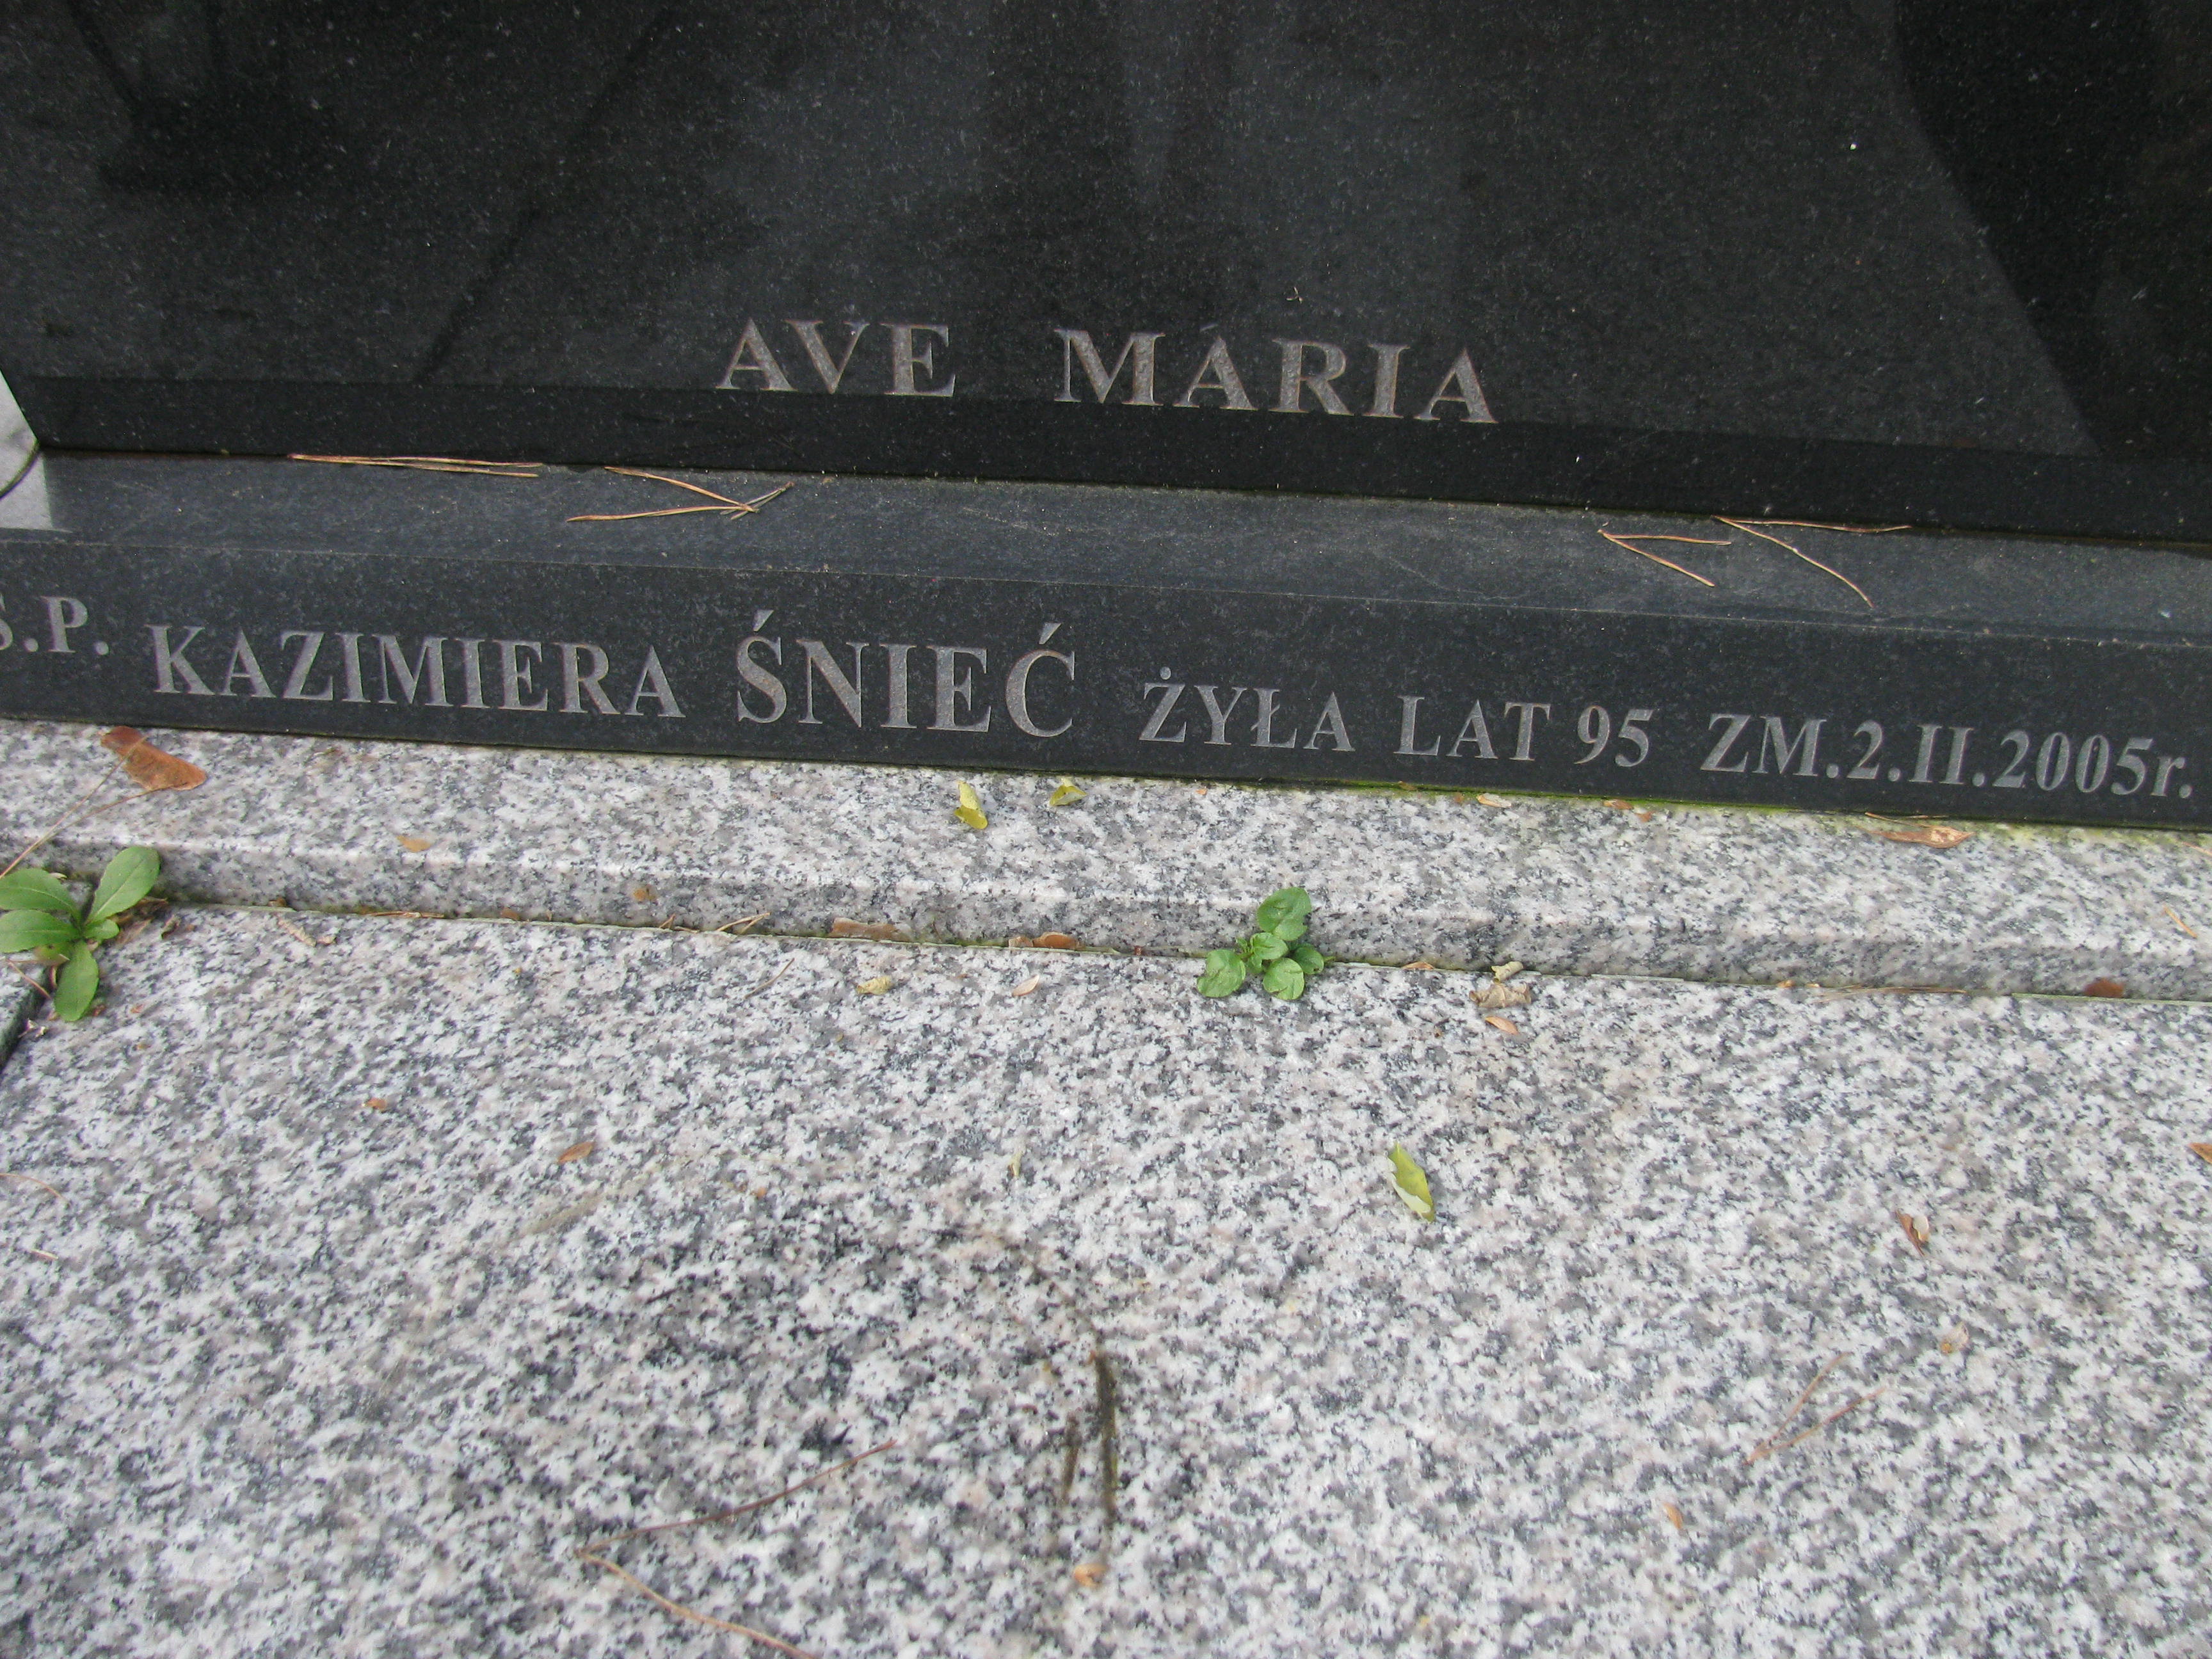 AVE MARIA
Ś.P. KAZIMIERA ŚNIEĆ ŻYŁA LAT 95 ZM.2.II.2005r.